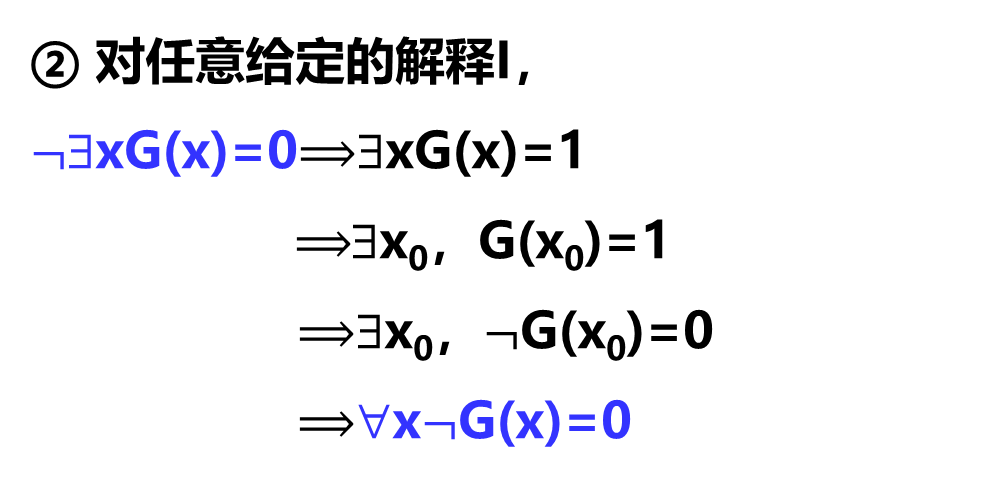 ② 对任意给定的解释I，
¬∃xG(x)=0⟹∃xG(x)=1
⟹∃x₀，G(x₀)=1
⟹∃x₀，¬G(x₀)=0
⟹∀x¬G(x)=0